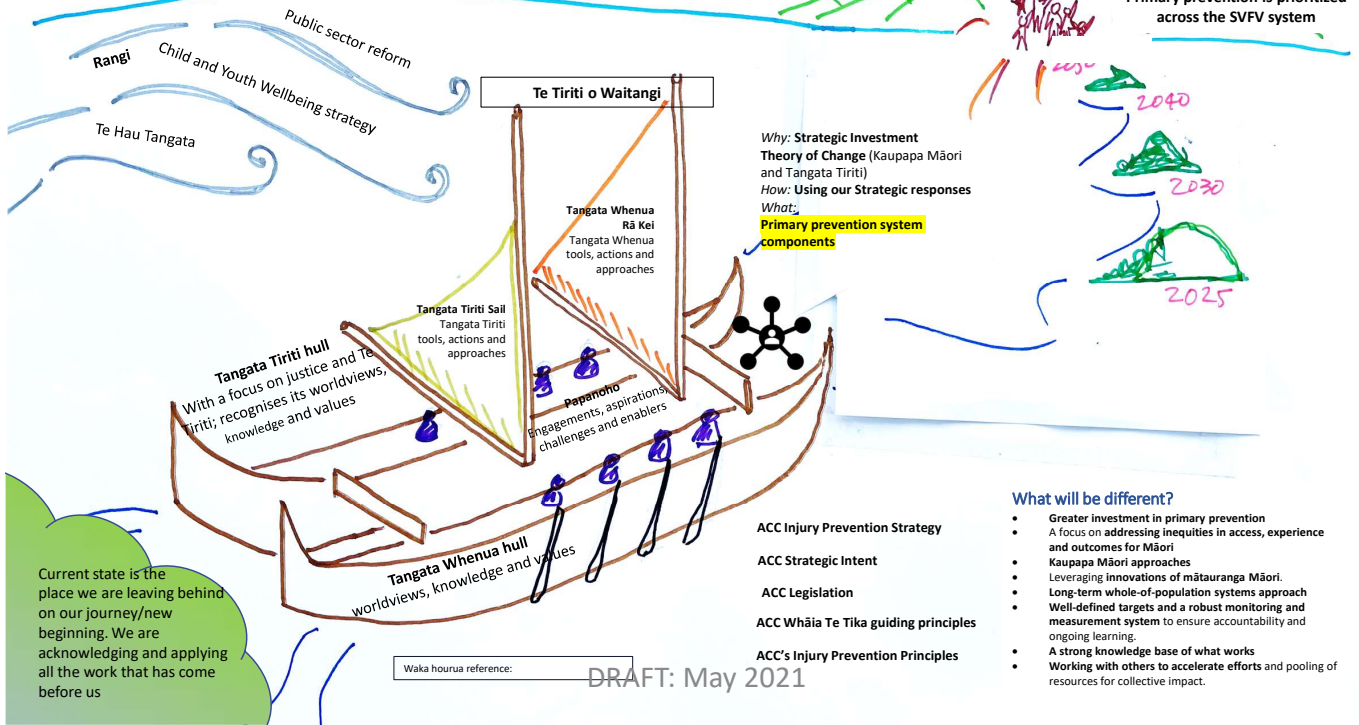 across the SVFV system
Public sector reform
Rangi
Child and Youth Wellbeing strategy
Te Hau Tangata
Te Tiriti o Waitangi
2040
2030
2025
Why: Strategic Investment
Theory of Change (Kaupapa Māori
and Tangata Tiriti)
How: Using our Strategic responses
What:
Primary prevention system
components
Tangata Whenua
Rā Kei
Tangata Whenua
tools, actions and
approaches
Tangata Tiriti Sail
Tangata Tiriti
tools, actions and
approaches
Tangata Tiriti hull
With a focus on justice and Te
Tiriti; recognises its worldviews,
knowledge and values
Papanoho
Engagements, aspirations,
challenges and enablers
Tangata Whenua hull
worldviews, knowledge and values
Current state is the
place we are leaving behind
on our journey/new
beginning. We are
acknowledging and applying
all the work that has come
before us
Waka hourua reference:
DRAFT: May 2021
ACC Injury Prevention Strategy
ACC Strategic Intent
ACC Legislation
ACC Whāia Te Tika guiding principles
ACC's Injury Prevention Principles
What will be different?
• Greater investment in primary prevention
• A focus on addressing inequities in access, experience
and outcomes for Māori
• Kaupapa Māori approaches
• Leveraging innovations of mātauranga Māori.
• Long-term whole-of-population systems approach
• Well-defined targets and a robust monitoring and
measurement system to ensure accountability and
ongoing learning.
• A strong knowledge base of what works
• Working with others to accelerate efforts and pooling of
resources for collective impact.